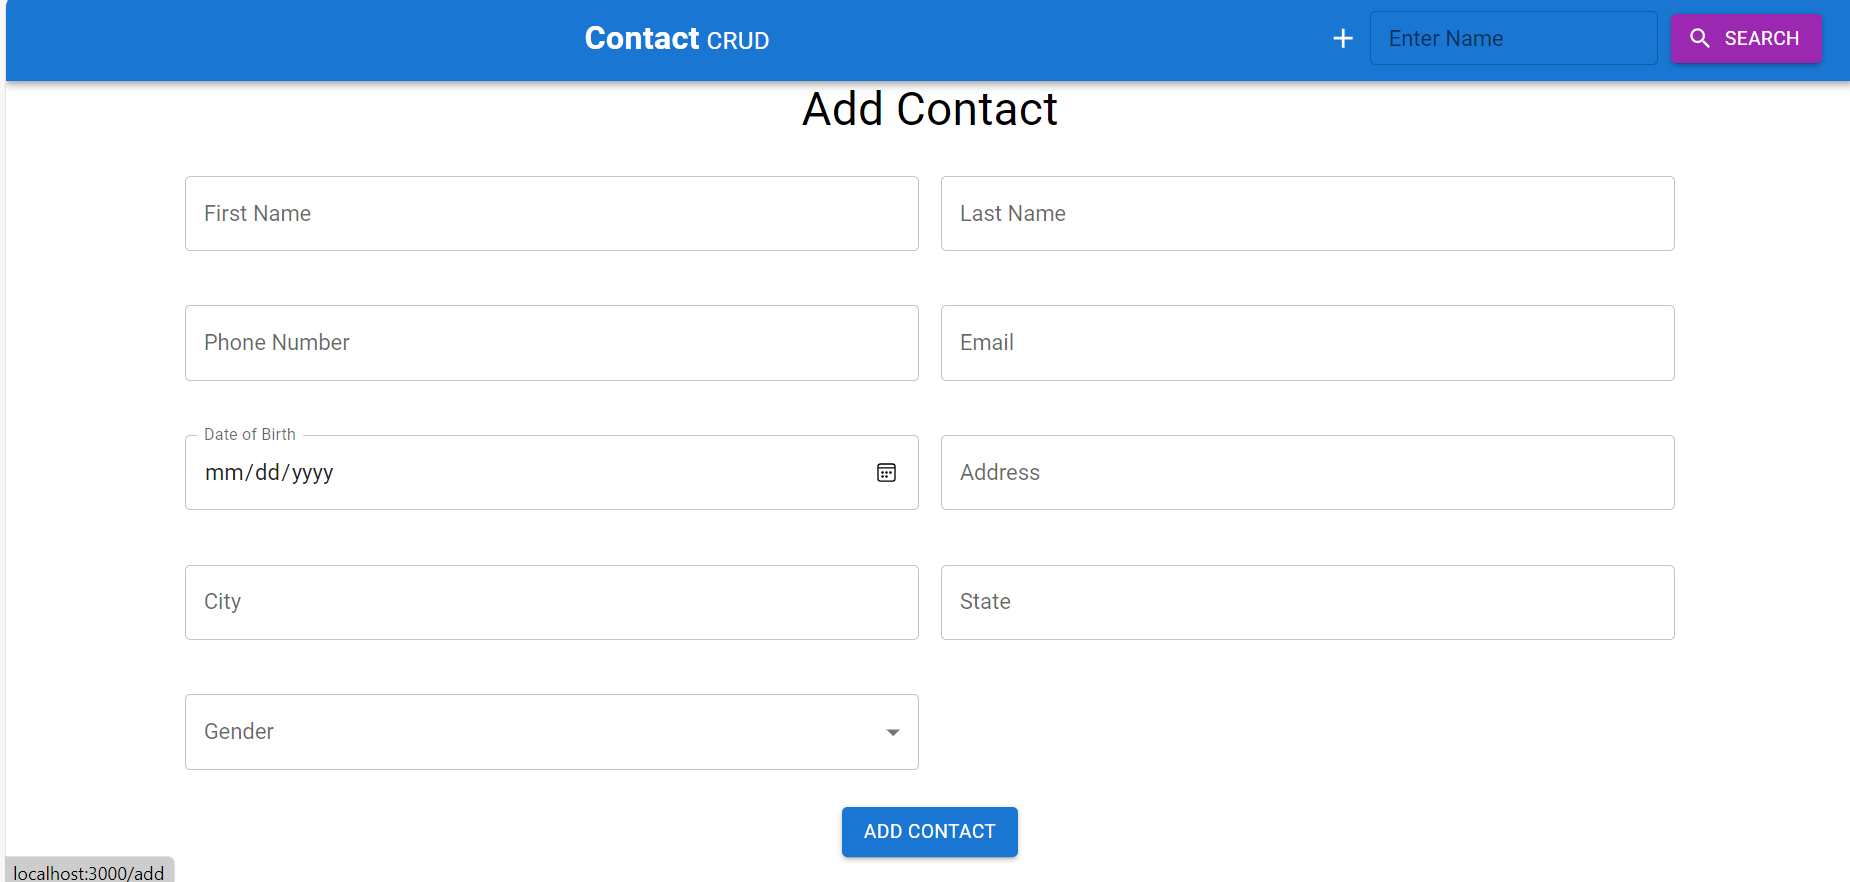 Contact CRUD
Enter Name
SEARCH
Add Contact
First Name
Last Name
Phone Number
Email
Date of Birth
mm/dd/yyyy
Address
City
State
Gender
ADD CONTACT
localhost:3000/add